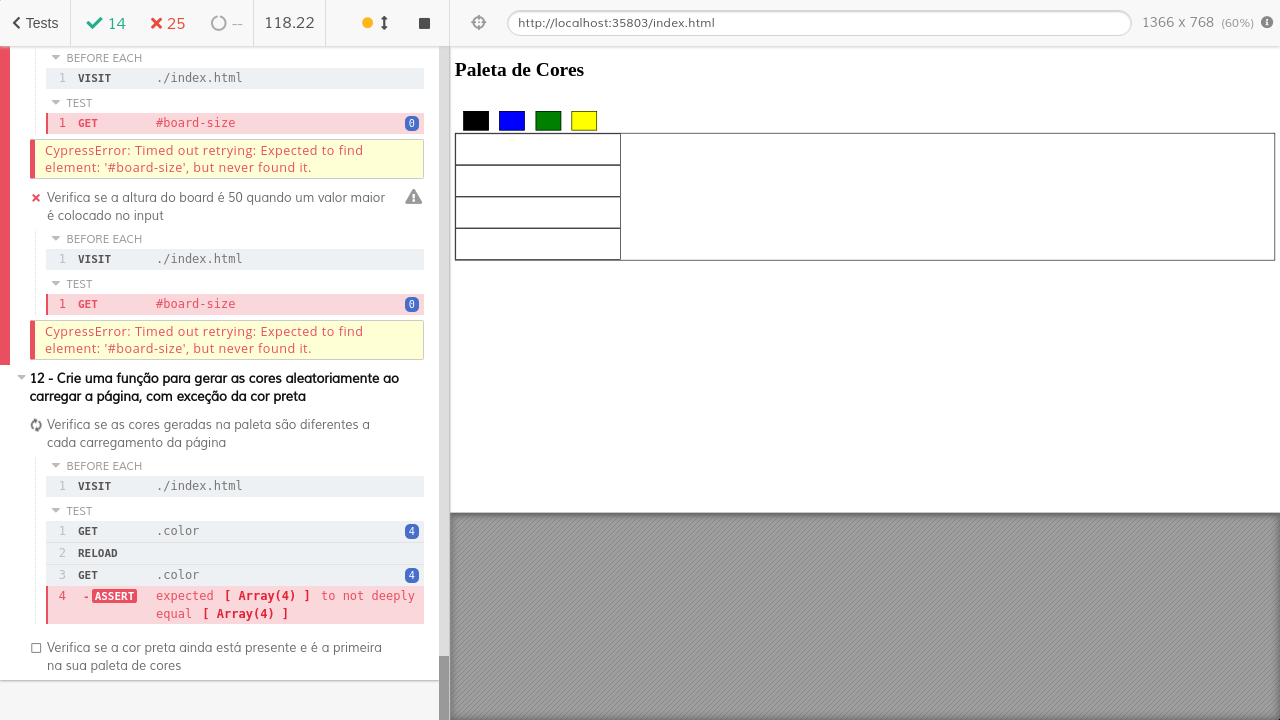 Tests 14 25 -- 118.22 http://localhost:35803/index.html 1366 x 768 (60%)
BEFORE EACH
1 VISIT ./index.html
TEST
1 GET #board-size 0
CypressError: Timed out retrying: Expected to find
element: '#board-size', but never found it.
Verifica se a altura do board é 50 quando um valor maior
é colocado no input
BEFORE EACH
1 VISIT ./index.html
TEST
1 GET #board-size 0
CypressError: Timed out retrying: Expected to find
element: '#board-size', but never found it.
12 - Crie uma função para gerar as cores aleatoriamente ao
carregar a página, com exceção da cor preta
Verifica se as cores geradas na paleta são diferentes a
cada carregamento da página
BEFORE EACH
1 VISIT ./index.html
TEST
1 GET .color 4
2 RELOAD
3 GET .color 4
4 -ASSERT expected [ Array(4) ] to not deeply
equal [ Array(4) ]
Verifica se a cor preta ainda está presente e é a primeira
na sua paleta de cores
Paleta de Cores